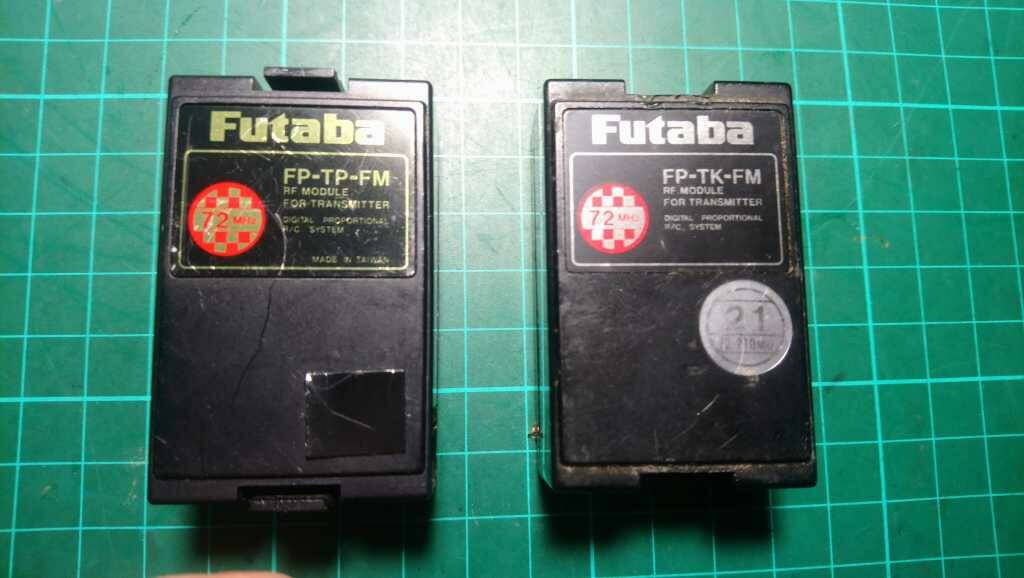 Futaba
FP-TP-FM
RF MODULE
FOR TRANSMITTER
72 MHz
DIGITAL PROPORTIONAL
R/C SYSTEM
MADE IN TAIWAN
Futaba
FP-TK-FM
RF MODULE
FOR TRANSMITTER
72 MHz
DIGITAL PROPORTIONAL
R/C SYSTEM
21